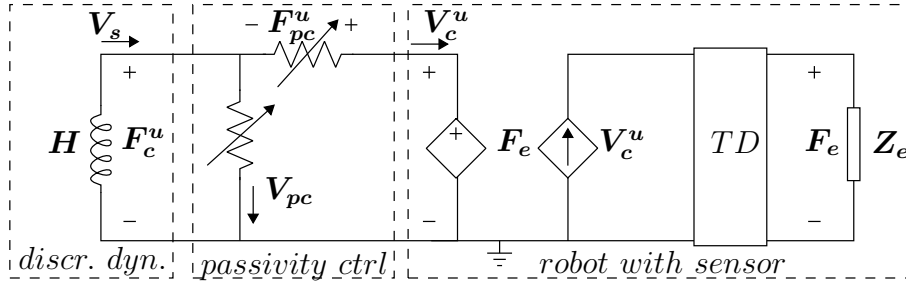 V_s
- F_pc^u +
V_c^u
+ + + +
H F_c^u F_e V_c^u TD F_e Z_e
V_pc
− − −
discr. dyn. passivity ctrl robot with sensor